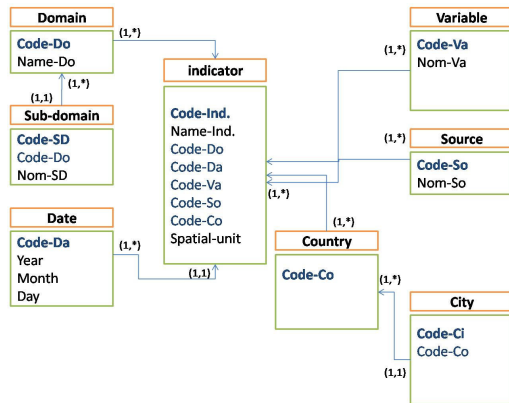 Domain
Code-Do
Name-Do
(1,*)
(1,*)
(1,1)
Sub-domain
Code-SD
Code-Do
Nom-SD
Date
Code-Da
Year
Month
Day
(1,*)
(1,1)
indicator
Code-Ind.
Name-Ind.
Code-Do
Code-Da
Code-Va
Code-So
Code-Co
Spatial-unit
(1,*)
(1,*)
Country
Code-Co
Variable
Code-Va
Nom-Va
(1,*)
Source
Code-So
Nom-So
(1,*)
City
Code-Ci
Code-Co
(1,*)
(1,1)